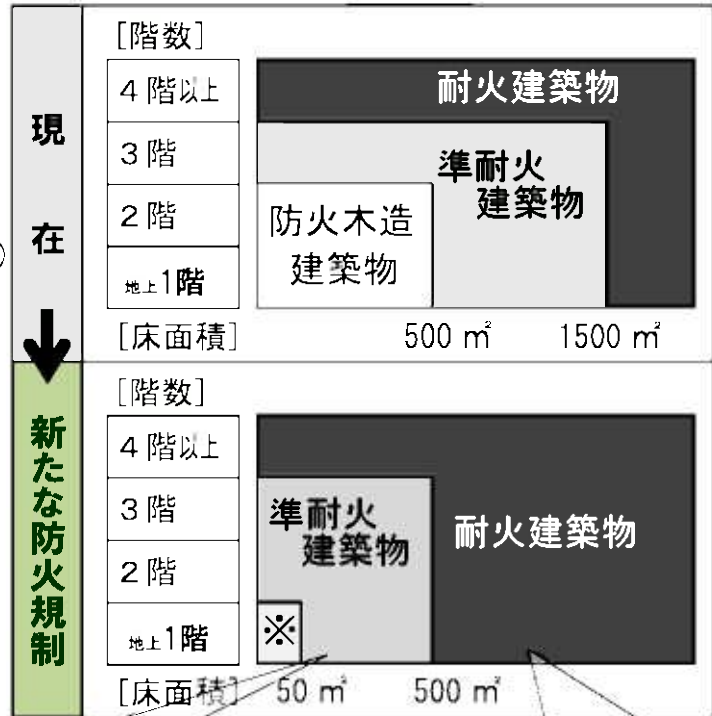 現在
[階数]
4階以上
3階
2階
地上1階
[床面積]
耐火建築物
準耐火
建築物
防火木造
建築物
500㎡
1500㎡
新たな防火規制
[階数]
4階以上
3階
2階
地上1階
[床面積]
準耐火
建築物
耐火建築物
※
50㎡
500㎡